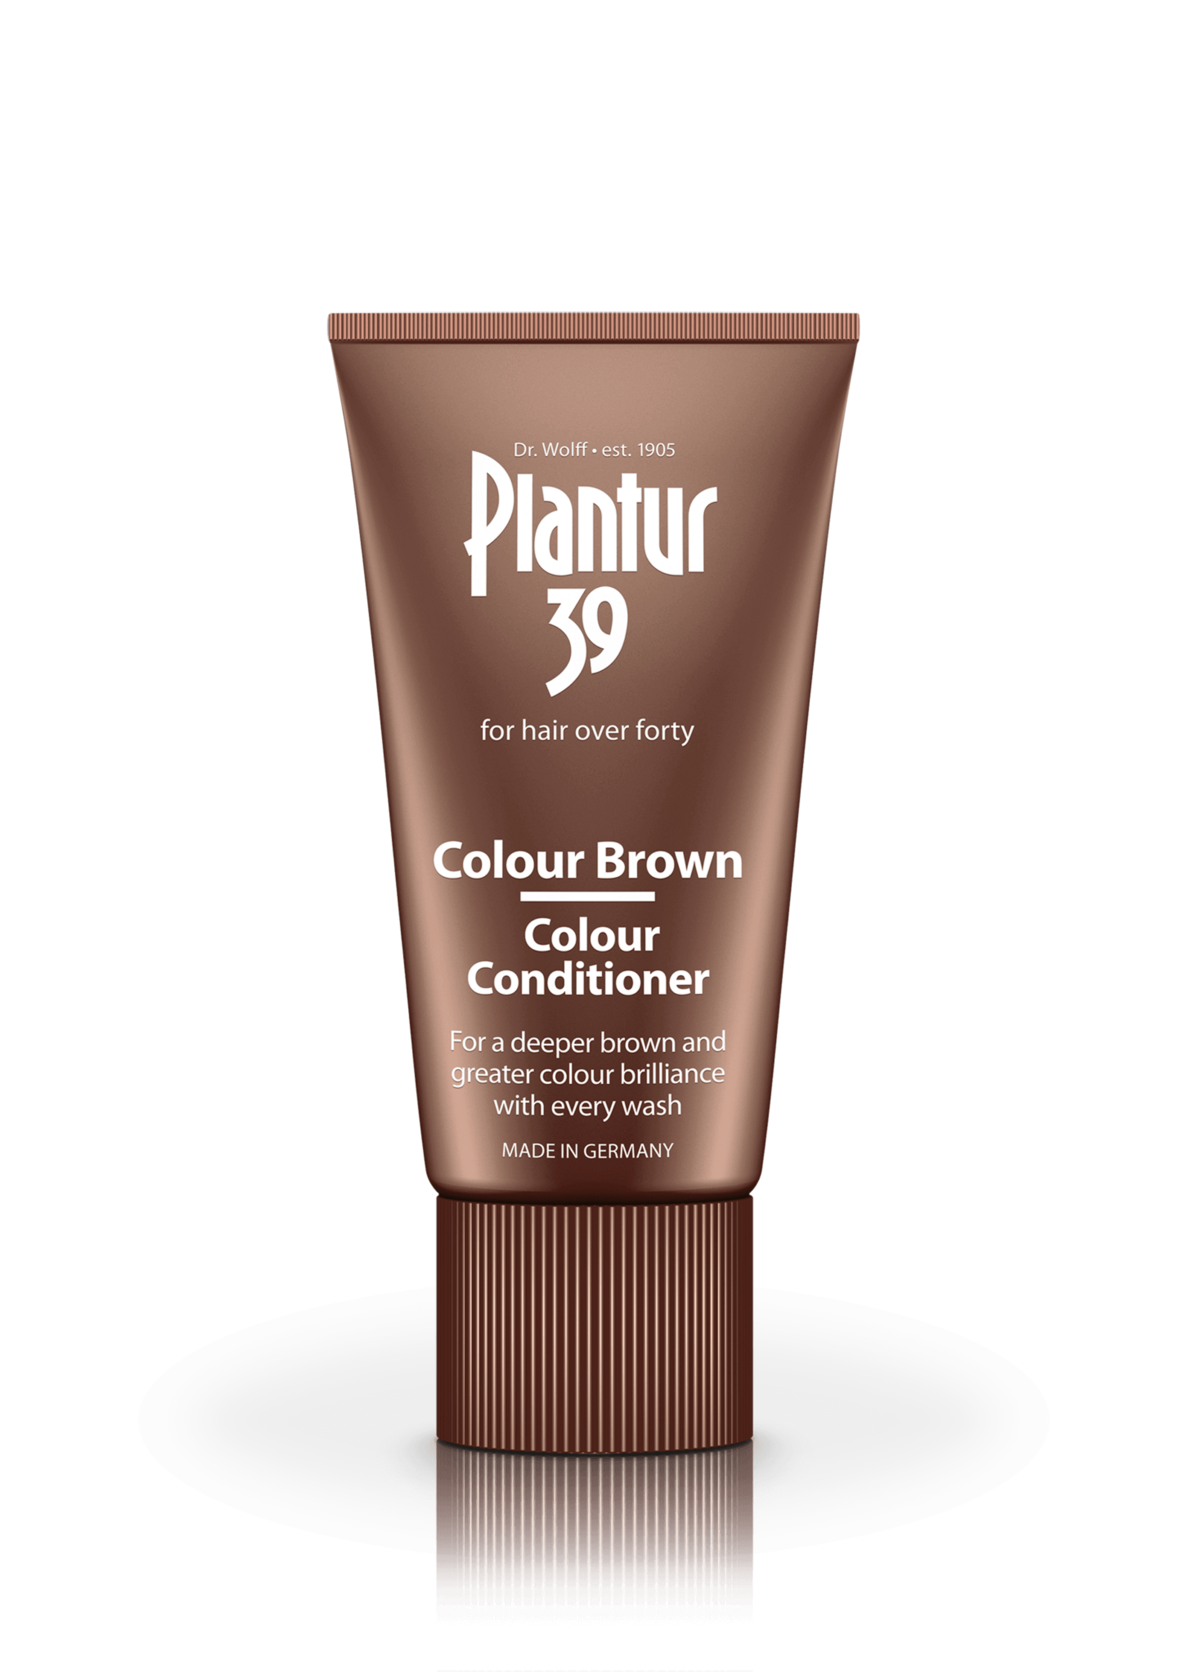 Dr. Wolff • est. 1905
Plantur
39
for hair over forty
Colour Brown
Colour
Conditioner
For a deeper brown and
greater colour brilliance
with every wash
MADE IN GERMANY